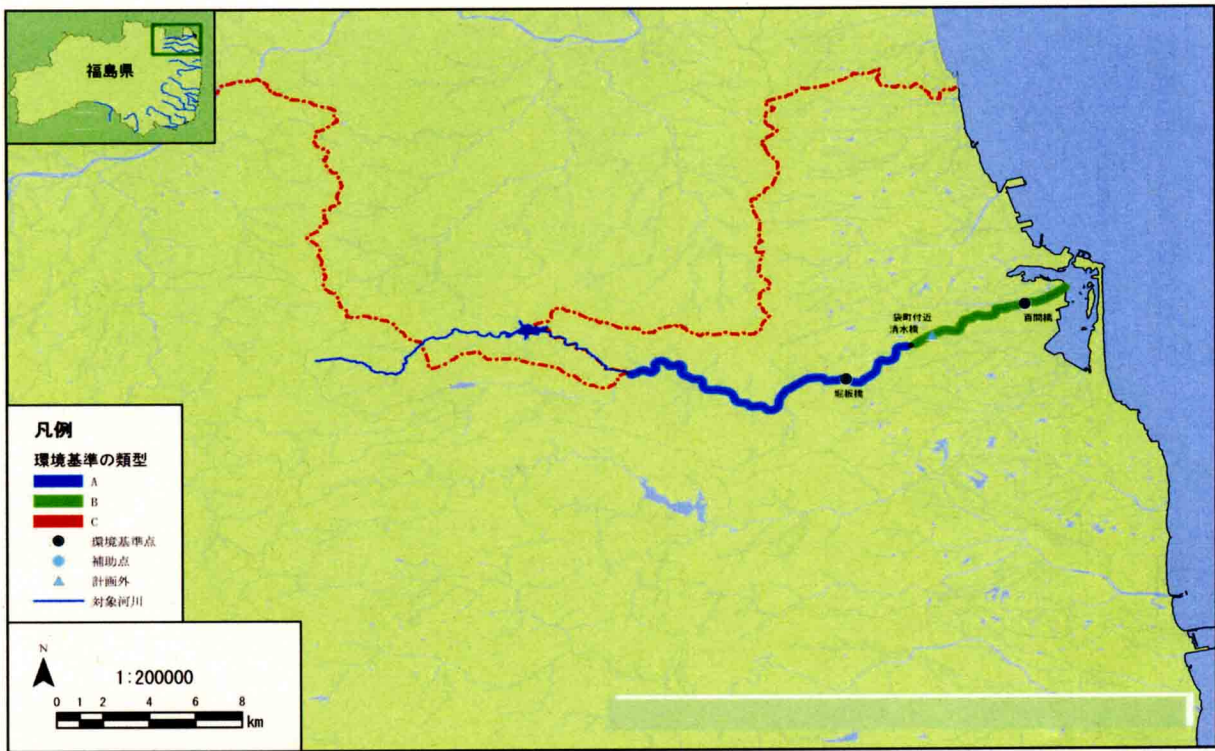 福島県
袋町付近
清水橋
百間橋
堀坂橋
凡例
環境基準の類型
A
B
C
環境基準点
補助点
計画外
対象河川
N
1:200000
0 1 2 4 6 8
km